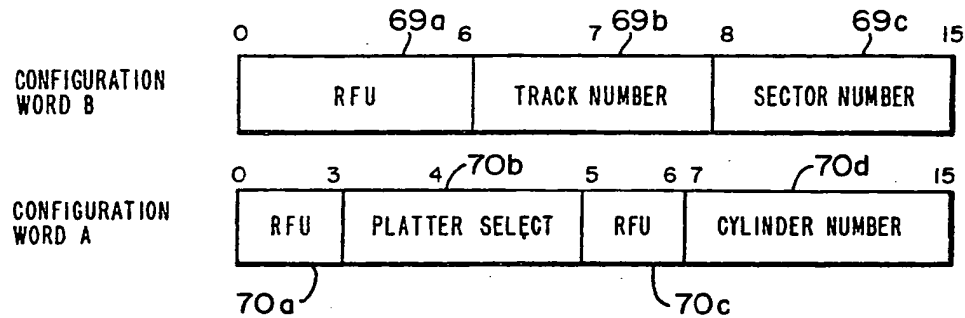 0 69a 6 7 69b 8 69c 15
CONFIGURATION
WORD B
RFU TRACK NUMBER SECTOR NUMBER
0 3 4 70b 5 6 7 70d 15
CONFIGURATION
WORD A
RFU PLATTER SELECT RFU CYLINDER NUMBER
70a 70c